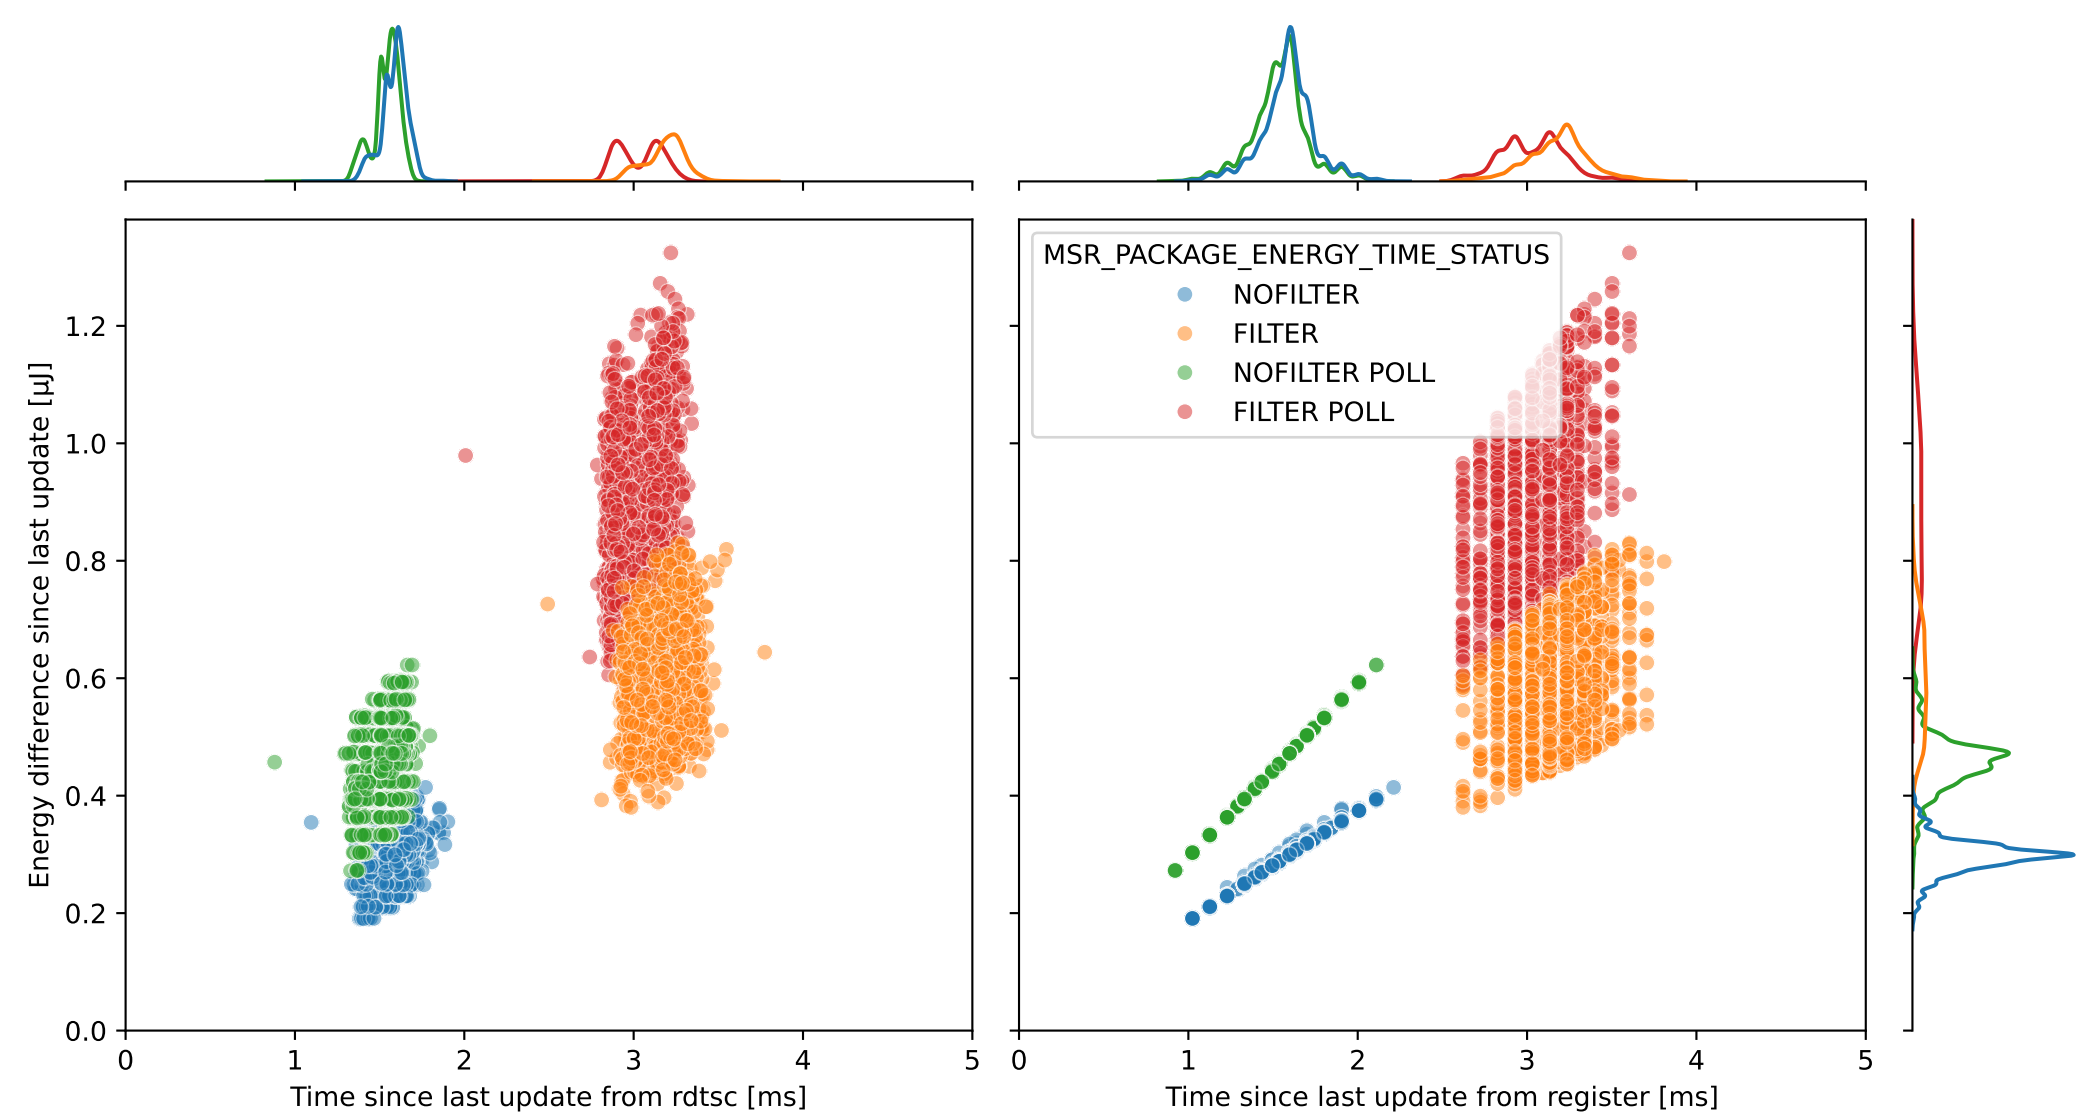 MSR_PACKAGE_ENERGY_TIME_STATUS
NOFILTER
FILTER
NOFILTER POLL
FILTER POLL
Energy difference since last update [µJ]
1.2
1.0
0.8
0.6
0.4
0.2
0.0
0 1 2 3 4 5
0 1 2 3 4 5
Time since last update from rdtsc [ms]
Time since last update from register [ms]